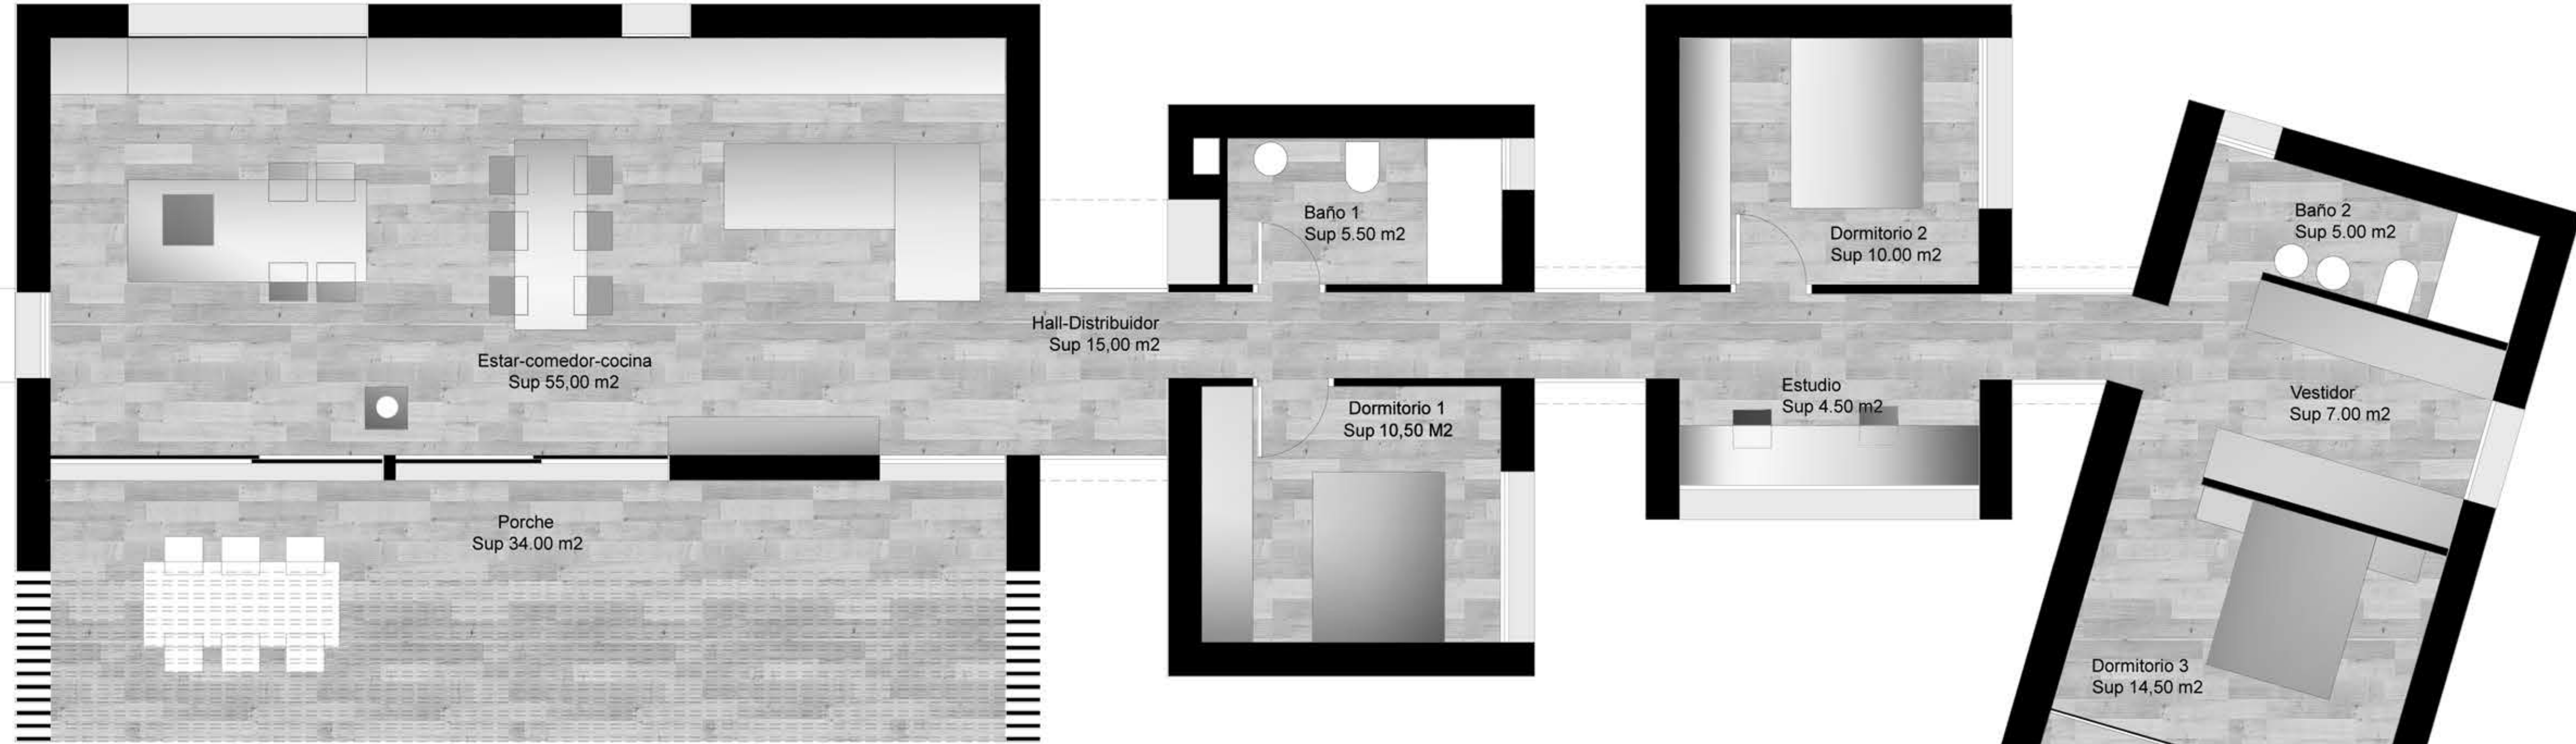 Estar-comedor-cocina
Sup 55,00 m2
Porche
Sup 34.00 m2
Hall-Distribuidor
Sup 15,00 m2
Baño 1
Sup 5.50 m2
Dormitorio 1
Sup 10,50 M2
Dormitorio 2
Sup 10.00 m2
Estudio
Sup 4.50 m2
Baño 2
Sup 5.00 m2
Vestidor
Sup 7.00 m2
Dormitorio 3
Sup 14,50 m2